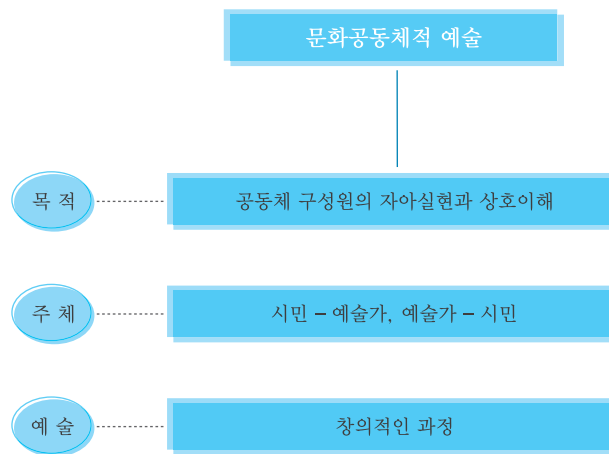 문화공동체적 예술
목 적
공동체 구성원의 자아실현과 상호이해
주 체
시민 – 예술가, 예술가 – 시민
예 술
창의적인 과정